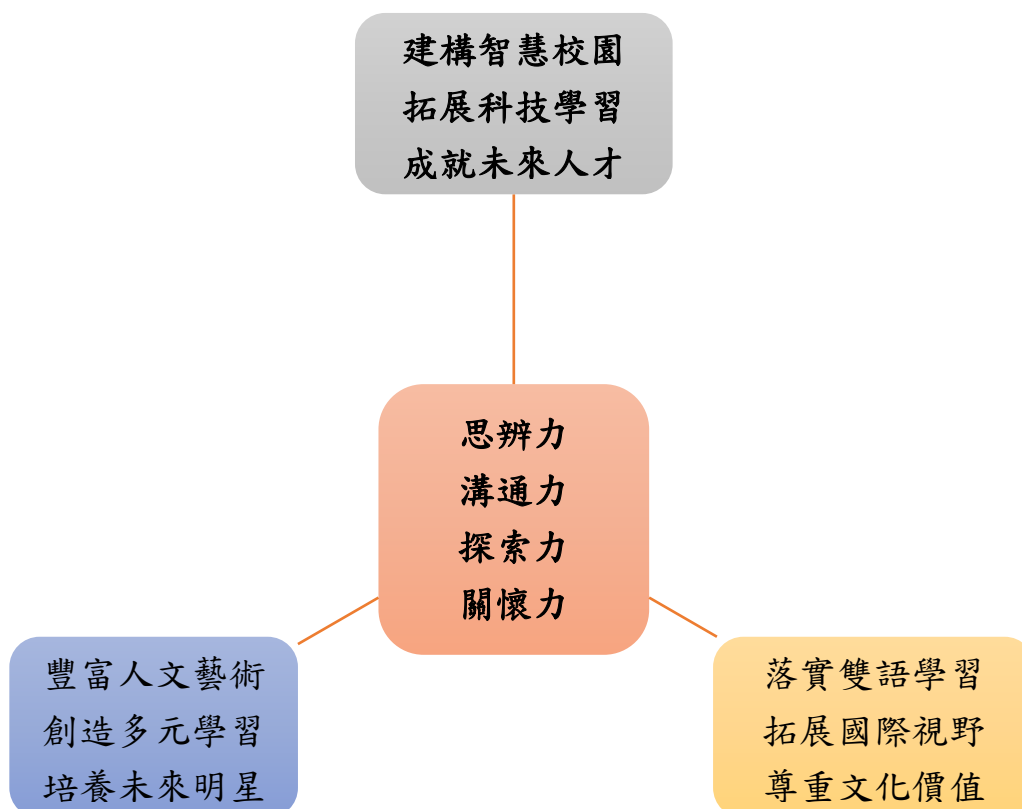 建構智慧校園
拓展科技學習
成就未來人才
思辨力
溝通力
探索力
關懷力
豐富人文藝術
創造多元學習
培養未來明星
落實雙語學習
拓展國際視野
尊重文化價值